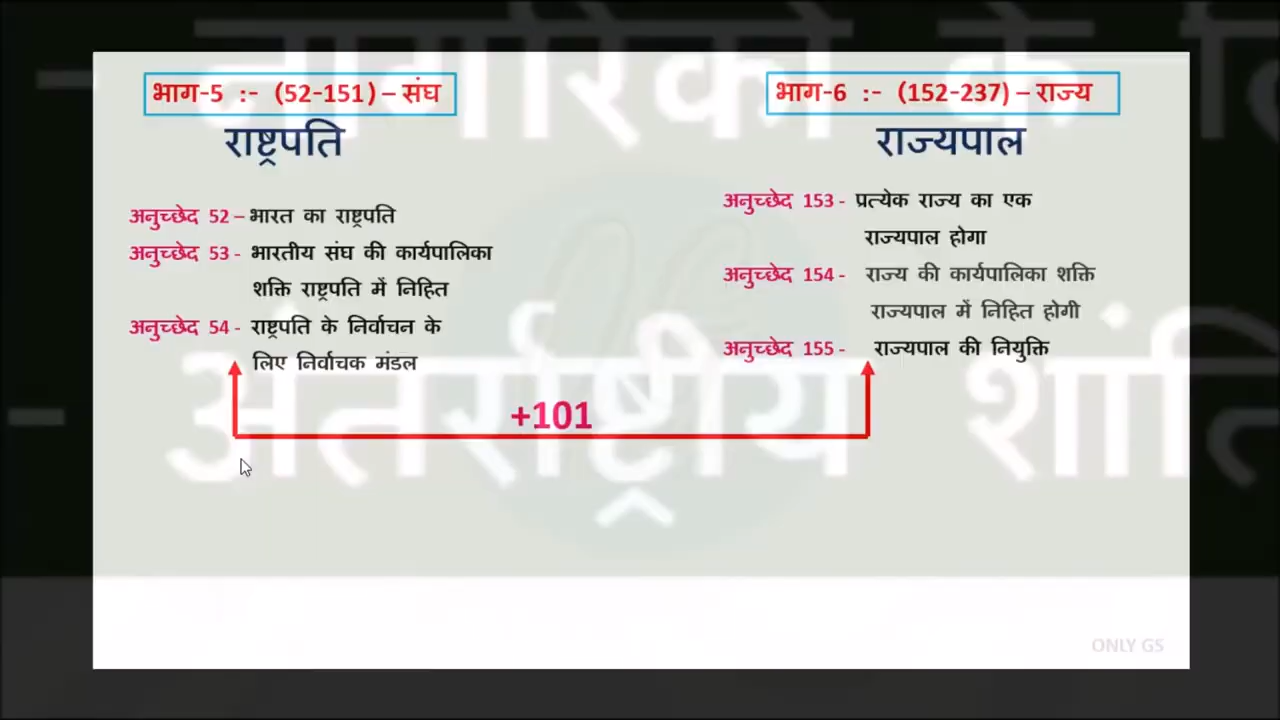 - नागरिकों के लि
भाग-5 :- (52-151) – संघ
राष्ट्रपति
अनुच्छेद 52 – भारत का राष्ट्रपति
अनुच्छेद 53 - भारतीय संघ की कार्यपालिका
शक्ति राष्ट्रपति में निहित
अनुच्छेद 54 - राष्ट्रपति के निर्वाचन के
लिए निर्वाचक मंडल
भाग-6 :- (152-237) – राज्य
राज्यपाल
अनुच्छेद 153 - प्रत्येक राज्य का एक
राज्यपाल होगा
अनुच्छेद 154 - राज्य की कार्यपालिका शक्ति
राज्यपाल में निहित होगी
अनुच्छेद 155 - राज्यपाल की नियुक्ति
+101
- अंतर्राष्ट्रीय शांति
ONLY GS